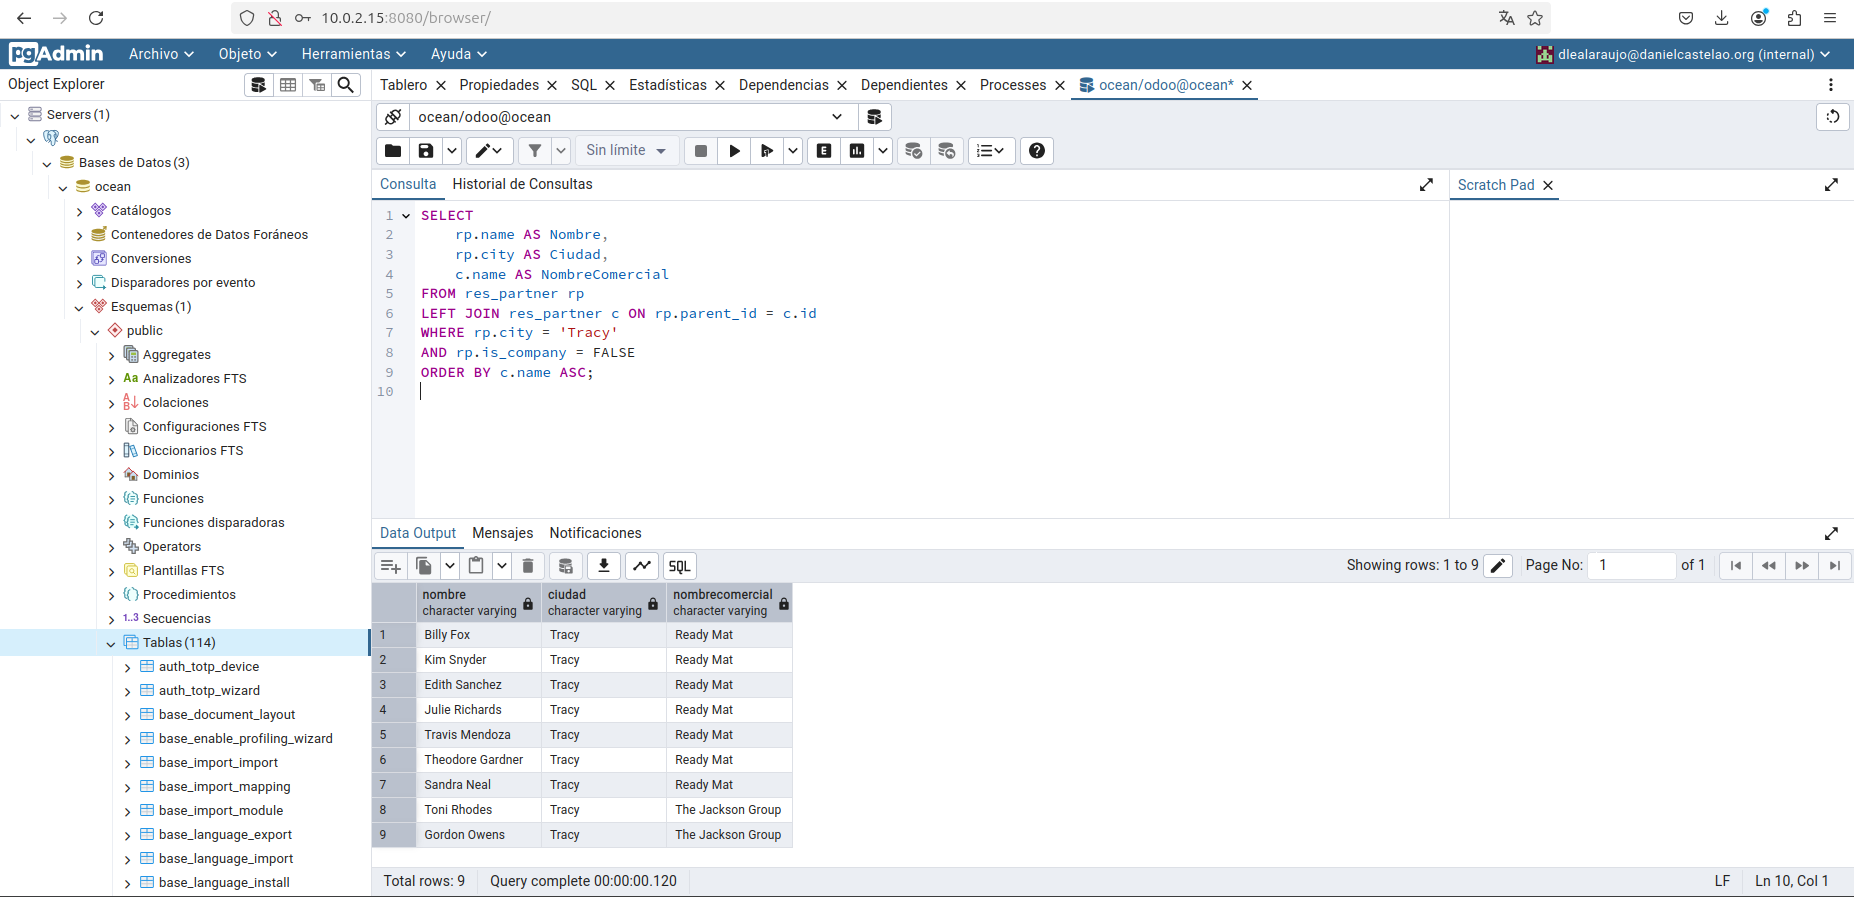 10.0.2.15:8080/browser/
pgAdmin Archivo Objeto Herramientas Ayuda dlealaraujo@danielcastelao.org (internal)
Object Explorer
Tablero Propiedades SQL Estadísticas Dependencias Dependientes Processes ocean/odoo@ocean*
Servers (1)
ocean
Bases de Datos (3)
ocean
Catálogos
Contenedores de Datos Foráneos
Conversiones
Disparadores por evento
Esquemas (1)
public
Aggregates
Analizadores FTS
Colaciones
Configuraciones FTS
Diccionarios FTS
Dominios
Funciones
Funciones disparadoras
Operators
Plantillas FTS
Procedimientos
1..3 Secuencias
Tablas (114)
auth_totp_device
auth_totp_wizard
base_document_layout
base_enable_profiling_wizard
base_import_import
base_import_mapping
base_import_module
base_language_export
base_language_import
base_language_install
ocean/odoo@ocean
Sin límite
Consulta Historial de Consultas
Scratch Pad
1 SELECT
2 rp.name AS Nombre,
3 rp.city AS Ciudad,
4 c.name AS NombreComercial
5 FROM res_partner rp
6 LEFT JOIN res_partner c ON rp.parent_id = c.id
7 WHERE rp.city = 'Tracy'
8 AND rp.is_company = FALSE
9 ORDER BY c.name ASC;
10
Data Output Mensajes Notificaciones
SQL Showing rows: 1 to 9 Page No: 1 of 1
nombre ciudad nombrecomercial
character varying character varying character varying
1 Billy Fox Tracy Ready Mat
2 Kim Snyder Tracy Ready Mat
3 Edith Sanchez Tracy Ready Mat
4 Julie Richards Tracy Ready Mat
5 Travis Mendoza Tracy Ready Mat
6 Theodore Gardner Tracy Ready Mat
7 Sandra Neal Tracy Ready Mat
8 Toni Rhodes Tracy The Jackson Group
9 Gordon Owens Tracy The Jackson Group
Total rows: 9 Query complete 00:00:00.120 LF Ln 10, Col 1